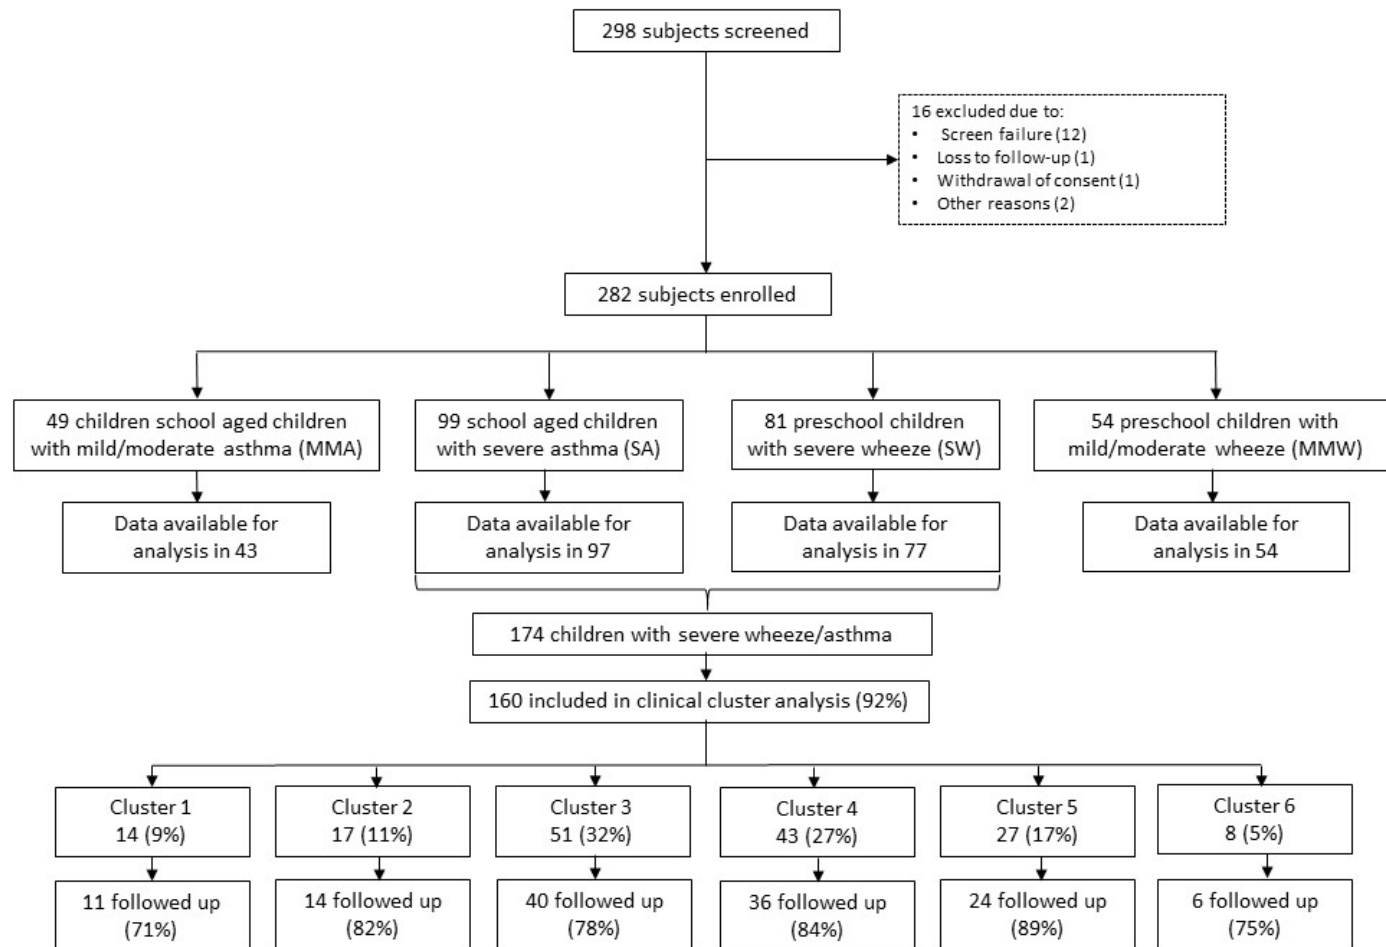 298 subjects screened
16 excluded due to:
• Screen failure (12)
• Loss to follow-up (1)
• Withdrawal of consent (1)
• Other reasons (2)
282 subjects enrolled
49 children school aged children
with mild/moderate asthma (MMA)
99 school aged children
with severe asthma (SA)
81 preschool children
with severe wheeze (SW)
54 preschool children with
mild/moderate wheeze (MMW)
Data available for
analysis in 43
Data available for
analysis in 97
Data available for
analysis in 77
Data available for
analysis in 54
174 children with severe wheeze/asthma
160 included in clinical cluster analysis (92%)
Cluster 1
14 (9%)
Cluster 2
17 (11%)
Cluster 3
51 (32%)
Cluster 4
43 (27%)
Cluster 5
27 (17%)
Cluster 6
8 (5%)
11 followed up
(71%)
14 followed up
(82%)
40 followed up
(78%)
36 followed up
(84%)
24 followed up
(89%)
6 followed up
(75%)